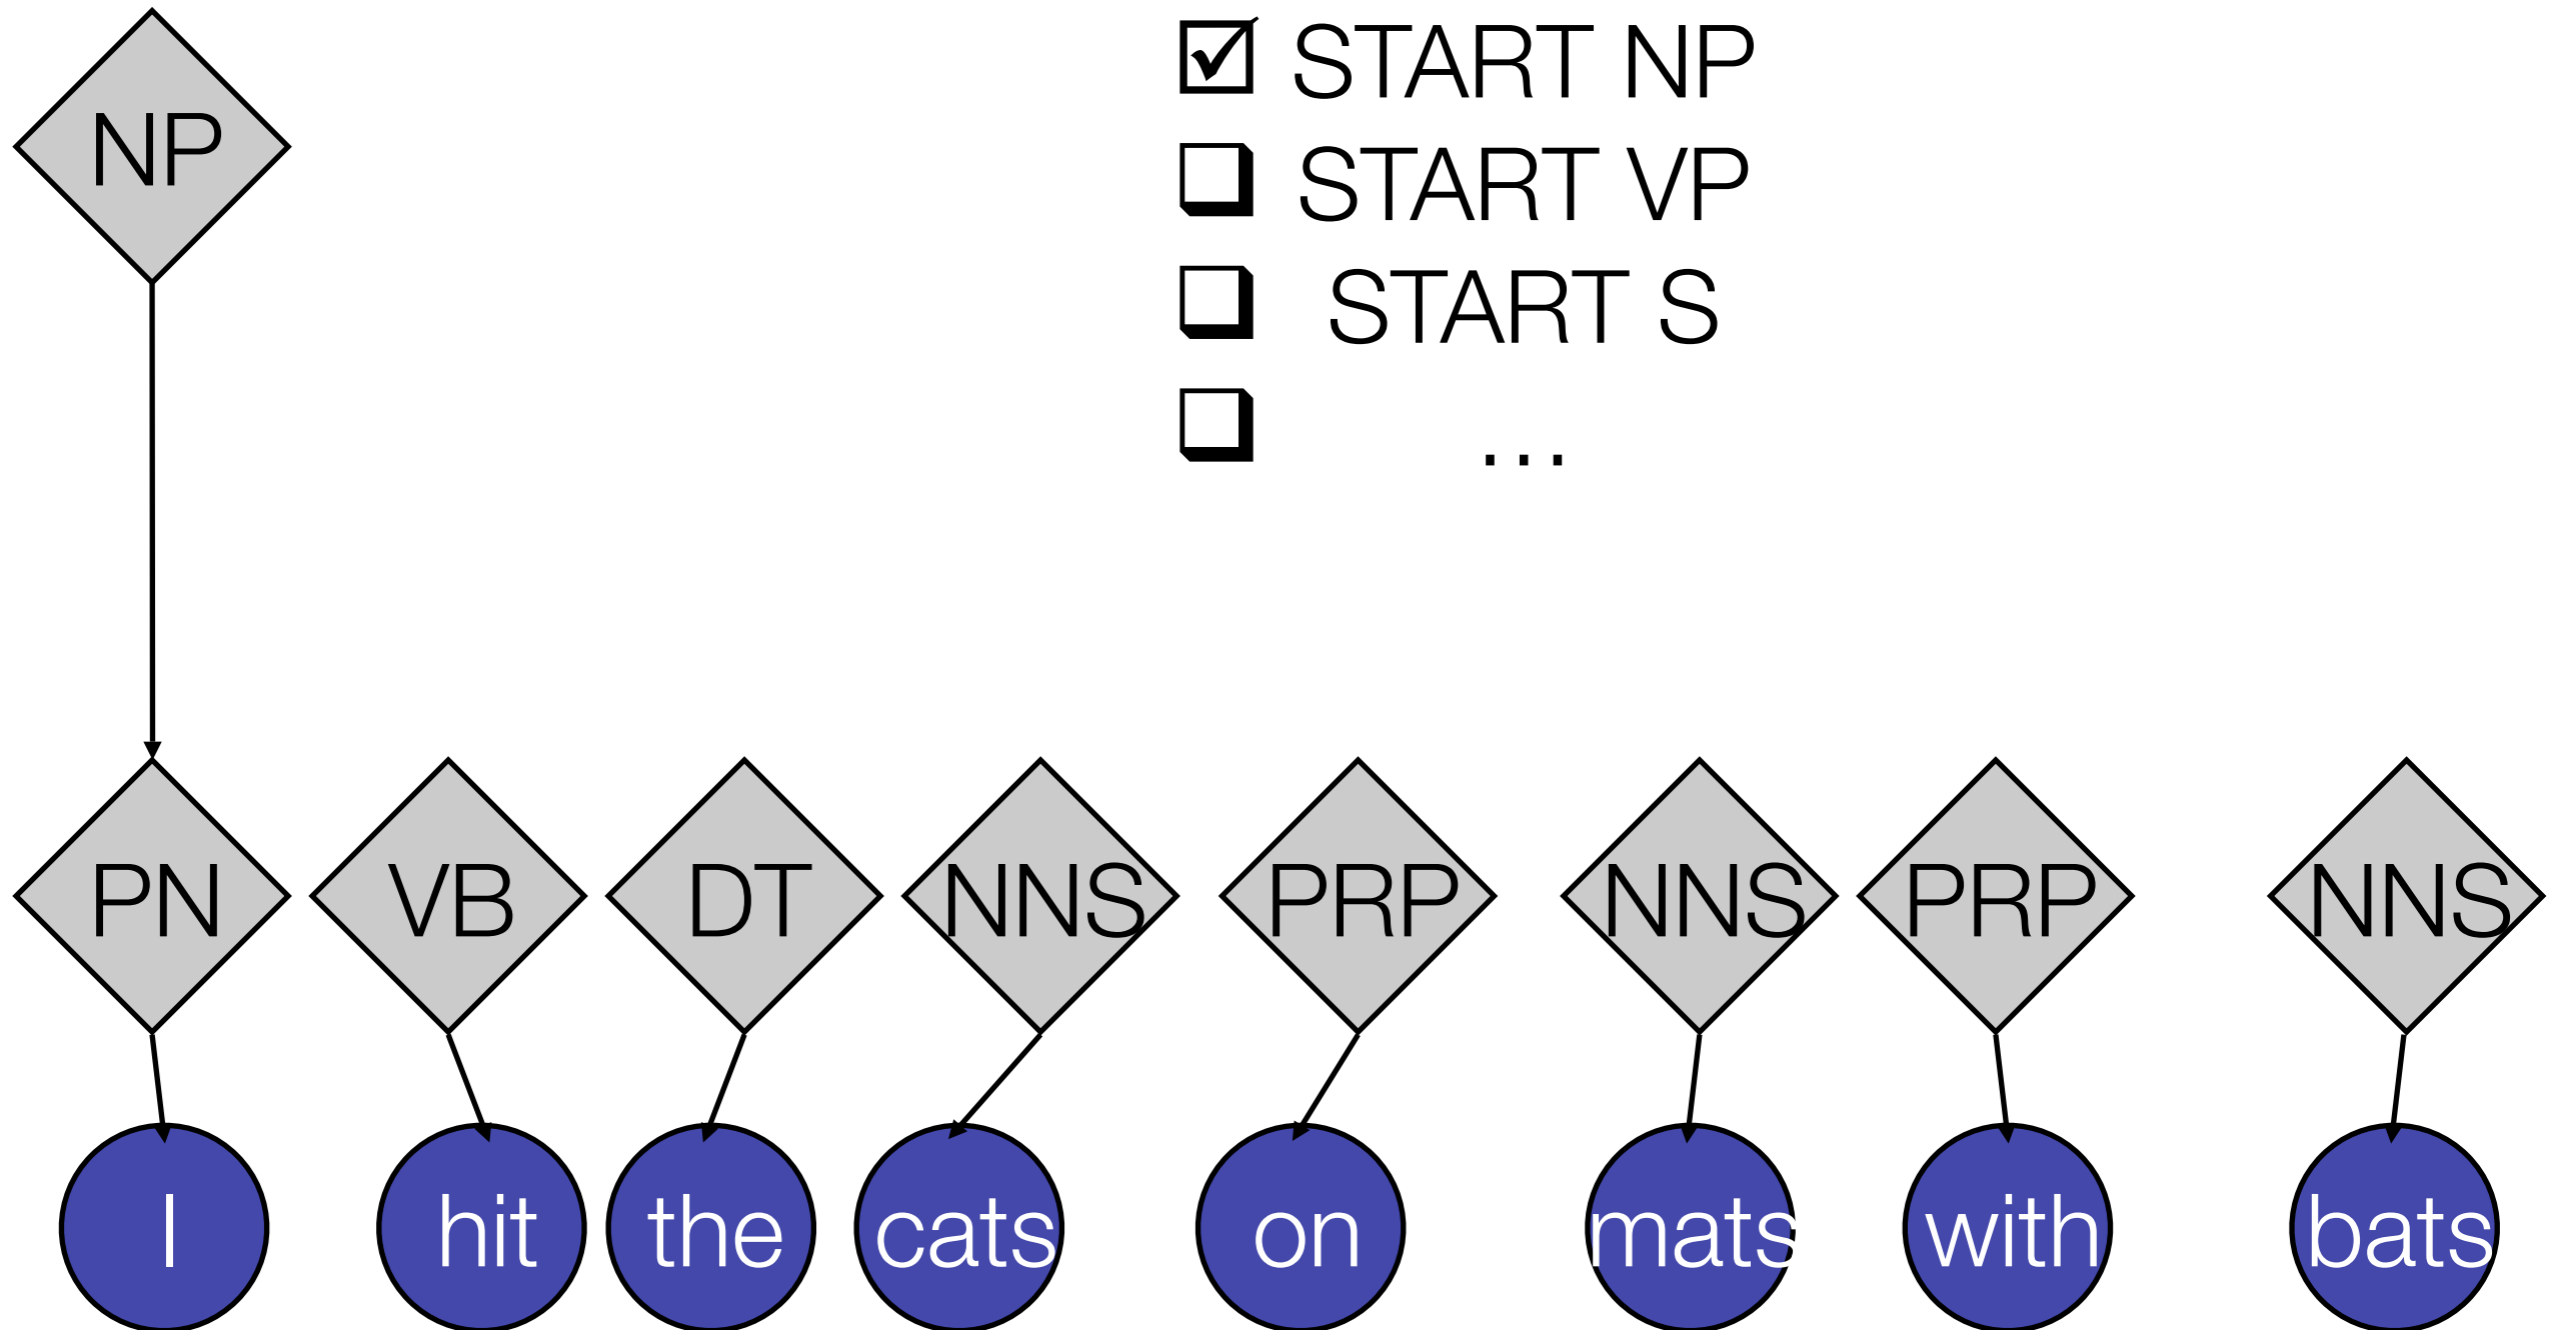 ☑ START NP
❑ START VP
❑ START S
❑ …
NP
PN VB DT NNS PRP NNS PRP NNS
I hit the cats on mats with bats